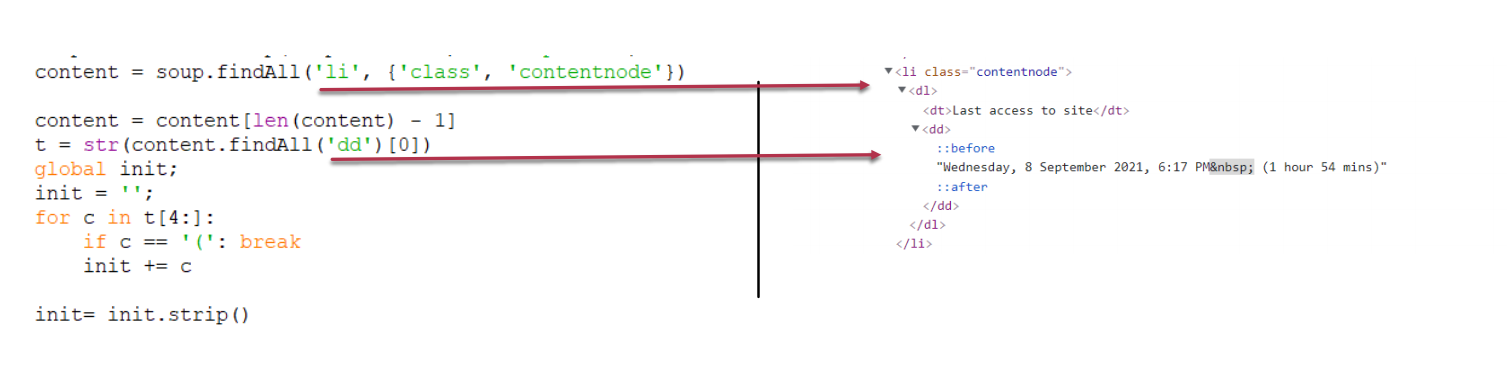 content = soup.findAll('li', {'class', 'contentnode'})
content = content[len(content) - 1]
t = str(content.findAll('dd')[0])
global init;
init = '';
for c in t[4:]:
    if c == '(': break
    init += c
init= init.strip()
▼<li class="contentnode">
▼<dl>
<dt>Last access to site</dt>
▼<dd>
::before
"Wednesday, 8 September 2021, 6:17 PM&nbsp; (1 hour 54 mins)"
::after
</dd>
</dl>
</li>